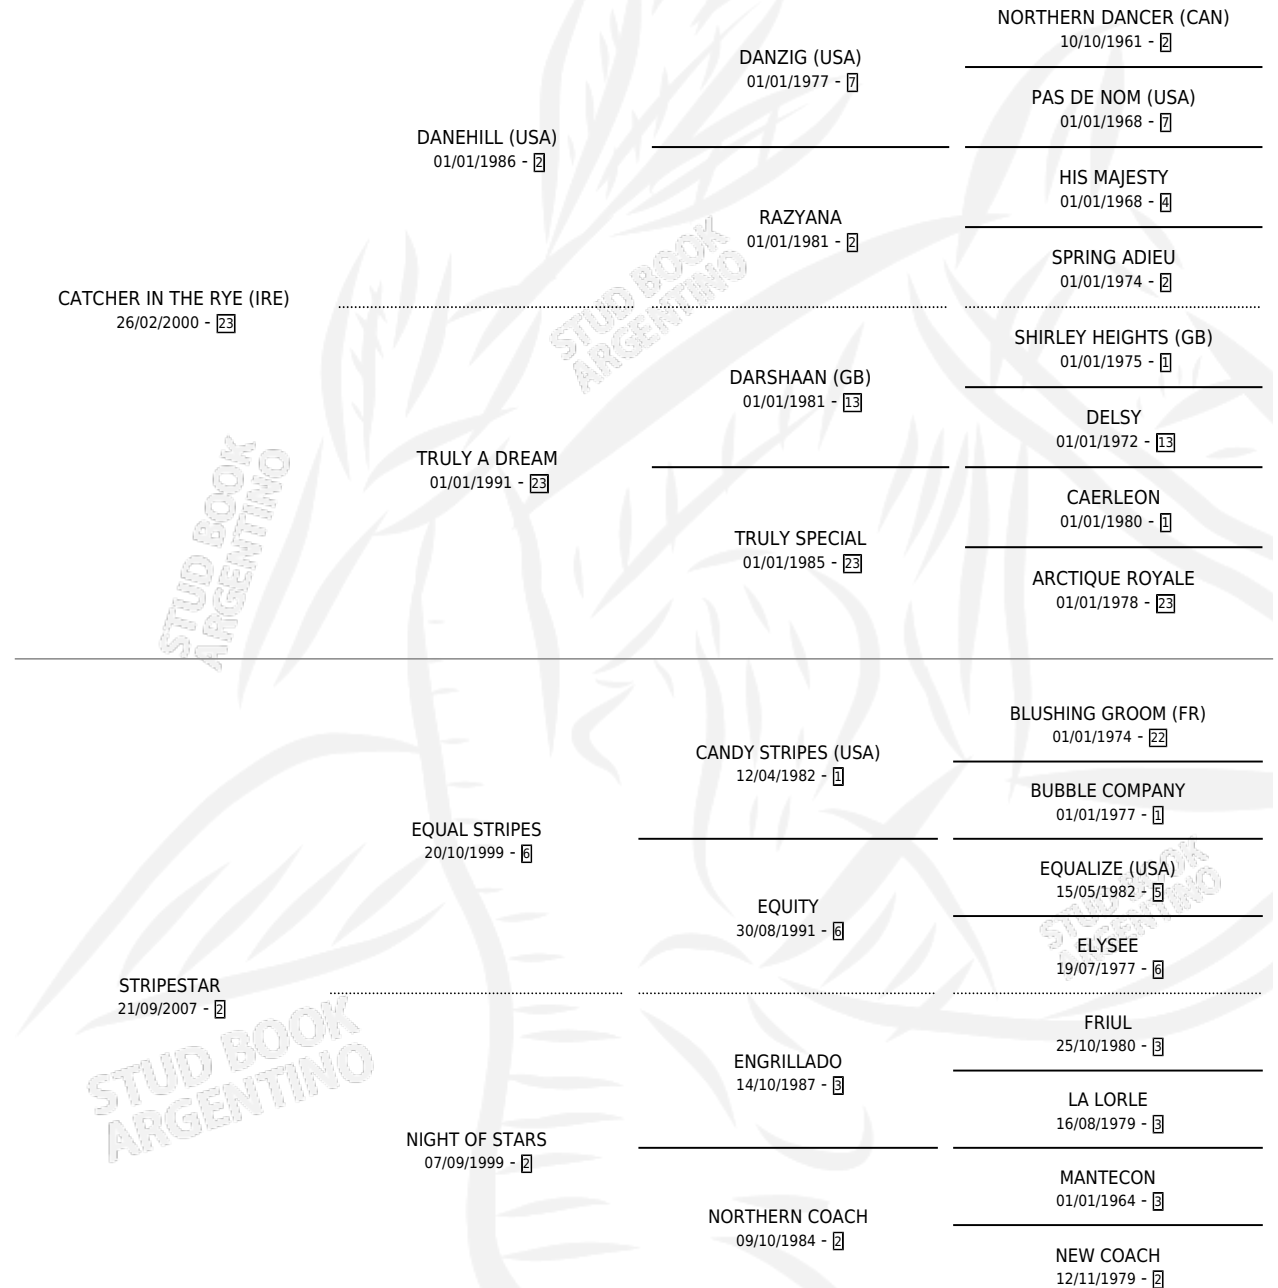 NORTHERN DANCER (CAN)
10/10/1961 - 2
DANZIG (USA)
01/01/1977 - 7
PAS DE NOM (USA)
01/01/1968 - 7
DANEHILL (USA)
01/01/1986 - 2
HIS MAJESTY
01/01/1968 - 4
RAZYANA
01/01/1981 - 2
SPRING ADIEU
01/01/1974 - 2
CATCHER IN THE RYE (IRE)
26/02/2000 - 23
STUD BOOK
ARGENTINO
SHIRLEY HEIGHTS (GB)
01/01/1975 - 1
DARSHAAN (GB)
01/01/1981 - 13
DELSY
01/01/1972 - 13
TRULY A DREAM
01/01/1991 - 23
CAERLEON
01/01/1980 - 1
TRULY SPECIAL
01/01/1985 - 23
ARCTIQUE ROYALE
01/01/1978 - 23
STUD BOOK
ARGENTINO
BLUSHING GROOM (FR)
01/01/1974 - 22
CANDY STRIPES (USA)
12/04/1982 - 1
BUBBLE COMPANY
01/01/1977 - 1
EQUAL STRIPES
20/10/1999 - 6
EQUALIZE (USA)
15/05/1982 - 5
EQUITY
30/08/1991 - 6
STUD BOOK
ARGENTINO
ELYSEE
19/07/1977 - 6
STRIPESTAR
21/09/2007 - 2
FRIUL
25/10/1980 - 3
ENGRILLADO
14/10/1987 - 3
STUD BOOK
ARGENTINO
LA LORLE
16/08/1979 - 3
NIGHT OF STARS
07/09/1999 - 2
MANTECON
01/01/1964 - 3
NORTHERN COACH
09/10/1984 - 2
NEW COACH
12/11/1979 - 2